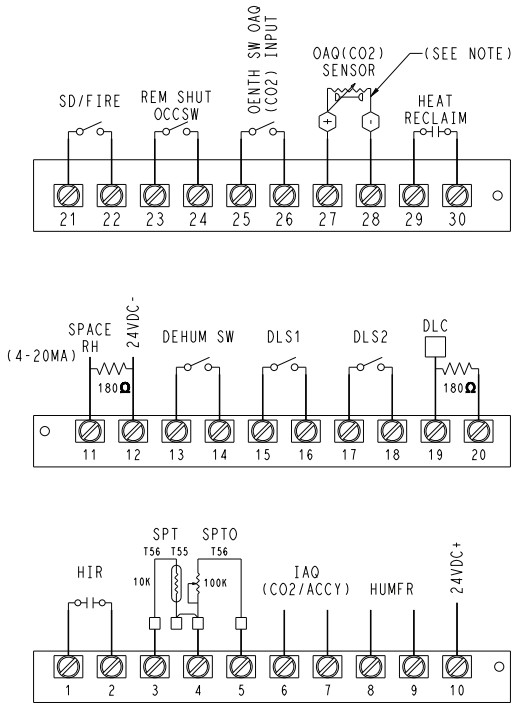 OENTH SW OAQ
(CO2) INPUT
OAQ(CO2)
SENSOR
(SEE NOTE)
SD/FIRE
REM SHUT
OCCSW
HEAT
RECLAIM
+
-
21 22 23 24 25 26 27 28 29 30
SPACE
RH
(4-20MA)
24VDC-
DEHUM SW
DLS1
DLS2
DLC
180Ω
180Ω
11 12 13 14 15 16 17 18 19 20
SPT SPTO
T56 T55 T56
HIR
10K
100K
IAQ
(CO2/ACCY)
HUMFR
24VDC+
1 2 3 4 5 6 7 8 9 10